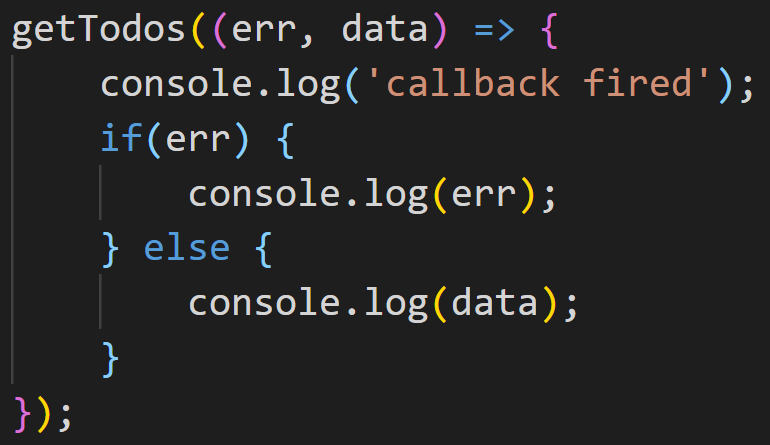 getTodos((err, data) => {
    console.log('callback fired');
    if(err) {
        console.log(err);
    } else {
        console.log(data);
    }
});